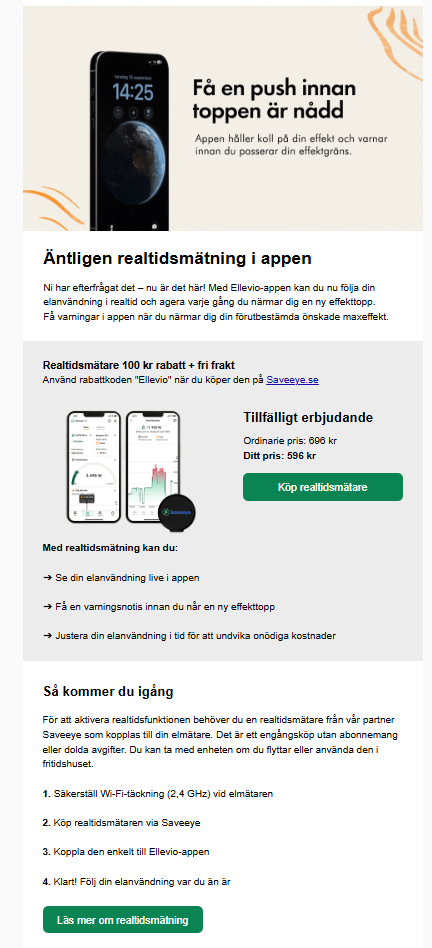 torsdag 18 september
14:25
Få en push innan
toppen är nådd
Appen håller koll på din effekt och varnar
innan du passerar din effektgräns.
Äntligen realtidsmätning i appen
Ni har efterfrågat det – nu är det här! Med Ellevio-appen kan du nu följa din
elanvändning i realtid och agera varje gång du närmar dig en ny effekttopp.
Få varningar i appen när du närmar dig din förutbestämda önskade maxeffekt.
Realtidsmätare 100 kr rabatt + fri frakt
Använd rabattkoden "Ellevio" när du köper den på Saveeye.se
Tillfälligt erbjudande
Ordinarie pris: 696 kr
Ditt pris: 596 kr
Köp realtidsmätare
Saveeye
Med realtidsmätning kan du:
➔ Se din elanvändning live i appen
➔ Få en varningsnotis innan du når en ny effekttopp
➔ Justera din elanvändning i tid för att undvika onödiga kostnader
Så kommer du igång
För att aktivera realtidsfunktionen behöver du en realtidsmätare från vår partner
Saveeye som kopplas till din elmätare. Det är ett engångsköp utan abonnemang
eller dolda avgifter. Du kan ta med enheten om du flyttar eller använda den i
fritidshuset.
1. Säkerställ Wi-Fi-täckning (2,4 GHz) vid elmätaren
2. Köp realtidsmätaren via Saveeye
3. Koppla den enkelt till Ellevio-appen
4. Klart! Följ din elanvändning var du än är
Läs mer om realtidsmätning